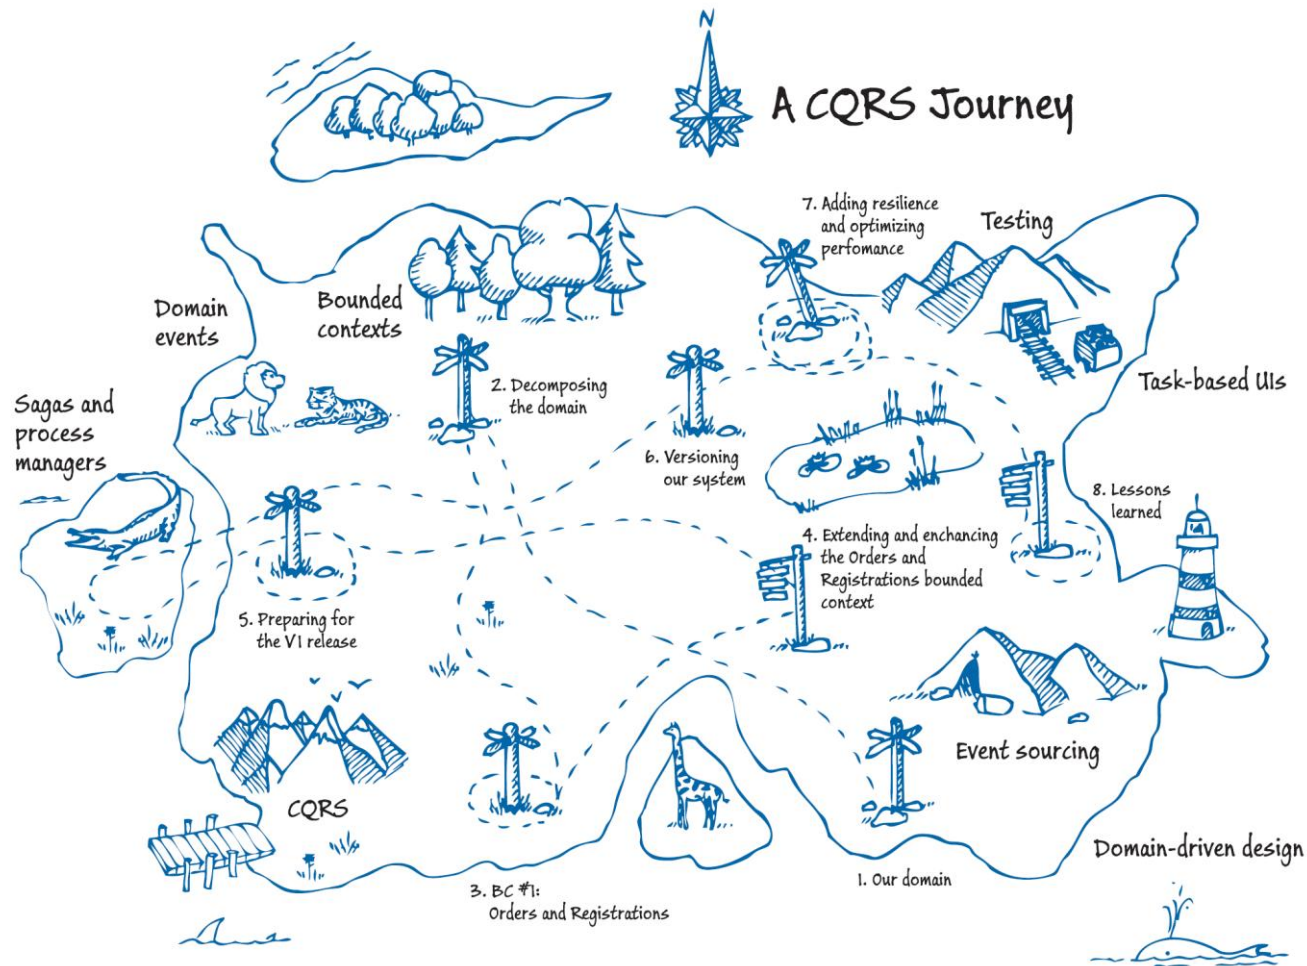 N
A CQRS Journey
7. Adding resilience
and optimizing
perfomance
Testing
Domain
events
Bounded
contexts
2. Decomposing
the domain
Task-based UIs
Sagas and
process
managers
6. Versioning
our system
8. Lessons
learned
4. Extending and enchancing
the Orders and
Registrations bounded
context
5. Preparing for
the V1 release
Event sourcing
CQRS
Domain-driven design
1. Our domain
3. BC #1:
Orders and Registrations